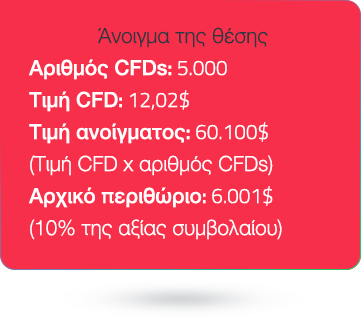 Άνοιγμα της θέσης
Αριθμός CFDs: 5.000
Τιμή CFD: 12,02$
Τιμή ανοίγματος: 60.100$
(Τιμή CFD x αριθμός CFDs)
Αρχικό περιθώριο: 6.001$
(10% της αξίας συμβολαίου)